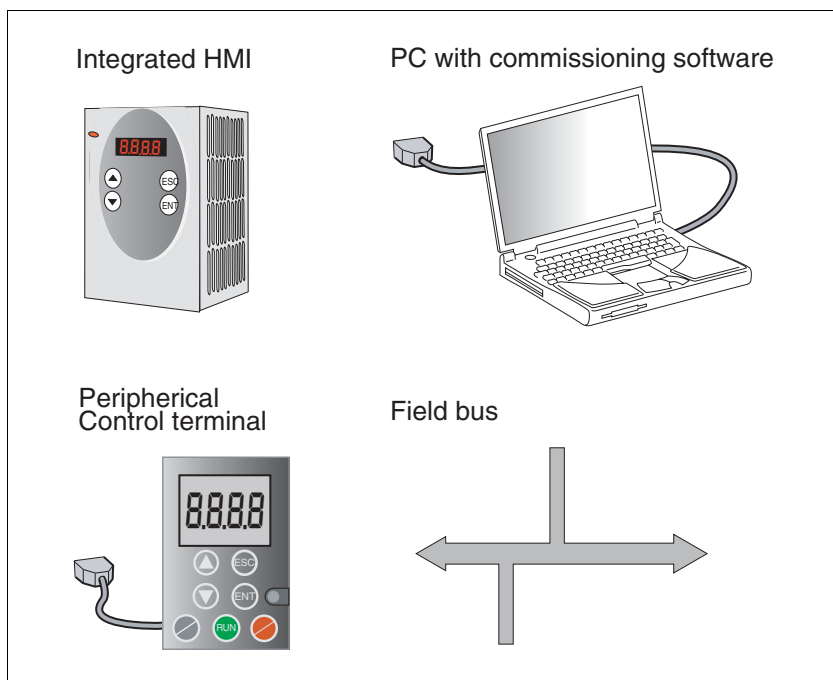 Integrated HMI
8.8.8.8
ESC
ENT
PC with commissioning software
Peripherical
Control terminal
8.8.8.8
ESC
ENT
RUN
Field bus